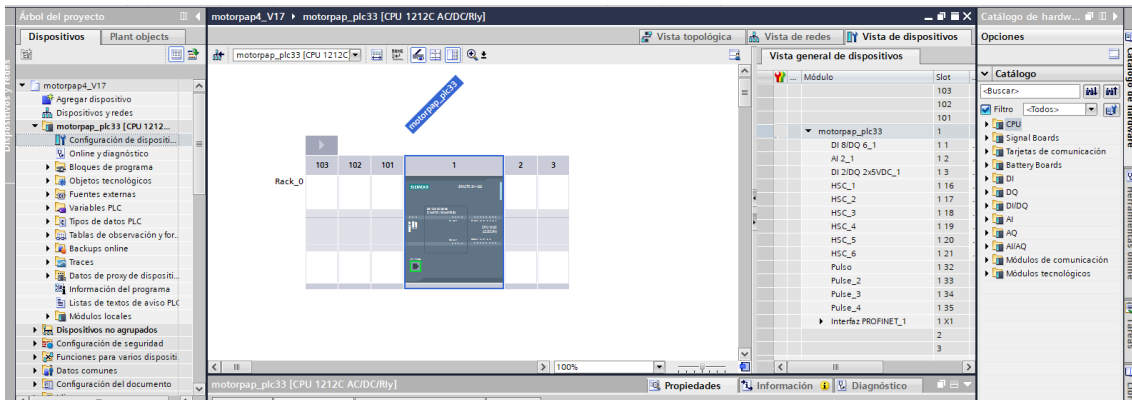 Árbol del proyecto
Dispositivos Plant objects
motorpap4_V17
Agregar dispositivo
Dispositivos y redes
motorpap_plc33 [CPU 1212...
Configuración de dispositi...
Online y diagnóstico
Bloques de programa
Objetos tecnológicos
Fuentes externas
Variables PLC
Tipos de datos PLC
Tablas de observación y for..
Backups online
Traces
Datos de proxy de dispositi...
Información del programa
Listas de textos de aviso PLC
Módulos locales
Dispositivos no agrupados
Configuración de seguridad
Funciones para varios dispositi
Datos comunes
Configuración del documento
Dispositivos y redes
motorpap4_V17 motorpap_plc33 [CPU 1212C AC/DC/Rly]
Vista topológica Vista de redes Vista de dispositivos
motorpap_plc33 [CPU 1212C
motorpap_plc33
103 102 101 1 2 3
Rack_0
SIEMENS
100%
Vista general de dispositivos
... Módulo Slot
103
102
101
motorpap_plc33 1
DI 8/DQ 6_1 1 1
AI 2_1 1 2
DI 2/DQ 2x5VDC_1 1 3
HSC_1 1 16
HSC_2 1 17
HSC_3 1 18
HSC_4 1 19
HSC_5 1 20
HSC_6 1 21
Pulso 1 32
Pulse_2 1 33
Pulse_3 1 34
Pulse_4 1 35
Interfaz PROFINET_1 1 X1
2
3
motorpap_plc33 [CPU 1212C AC/DC/Rly]
Propiedades Información Diagnóstico
Catálogo de hardw...
Opciones
Catálogo
<Buscar>
Filtro <Todos>
CPU
Signal Boards
Tarjetas de comunicación
Battery Boards
DI
DQ
DI/DQ
AI
AQ
AI/AQ
Módulos de comunicación
Módulos tecnológicos
Catálogo de hardware
Herramientas online
Tareas